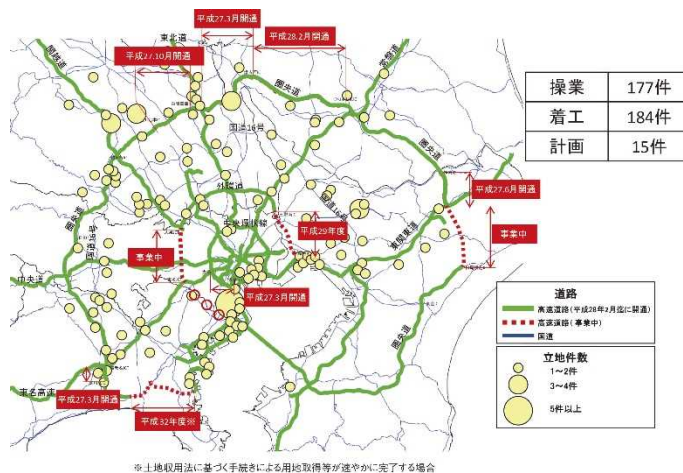 平成27.3月開通
東北道
平成28.2月開通
関越道
常磐道
平成27.10月開通
圏央道
操業 177件
着工 184件
計画 15件
国道16号
圏央道
外環道
平成27.6月開通
国道16号
圏央道
中央環状線
平成29年度
東関東道
事業中
中央道
事業中
平成27.3月開通
道路
高速道路(平成28年2月迄に開通)
高速道路(事業中)
国道
圏央道
立地件数
1～2件
3～4件
5件以上
東名高速
平成27.3月開通
平成32年度※
※土地収用法に基づく手続きによる用地取得等が速やかに完了する場合